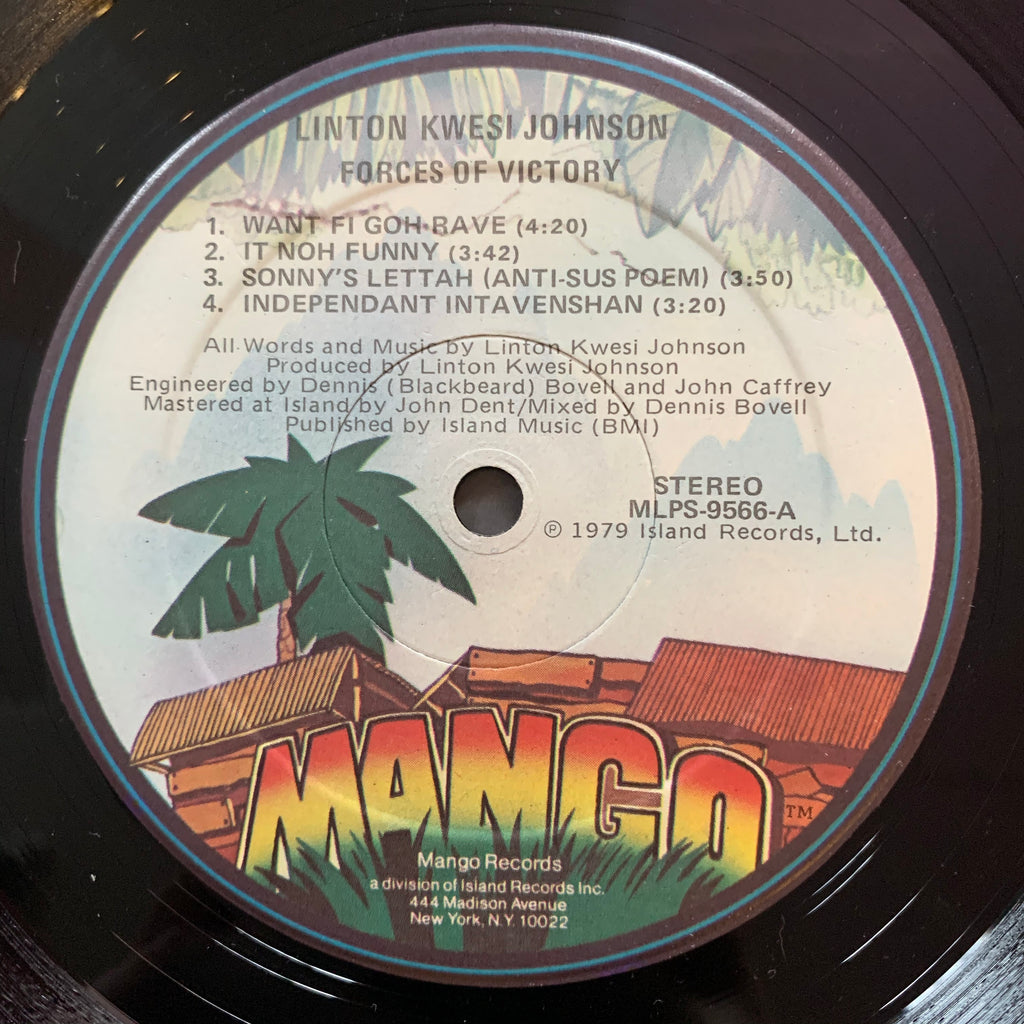 LINTON KWESI JOHNSON
FORCES OF VICTORY
1. WANT FI GOH RAVE (4:20)
2. IT NOH FUNNY (3:42)
3. SONNY'S LETTAH (ANTI-SUS POEM) (3:50)
4. INDEPENDANT INTAVENSHAN (3:20)
All Words and Music by Linton Kwesi Johnson
Produced by Linton Kwesi Johnson
Engineered by Dennis (Blackbeard) Bovell and John Caffrey
Mastered at Island by John Dent/Mixed by Dennis Bovell
Published by Island Music (BMI)
STEREO
MLPS-9566-A
℗ 1979 Island Records, Ltd.
MANGO TM
Mango Records
a division of Island Records Inc.
444 Madison Avenue
New York, N.Y. 10022